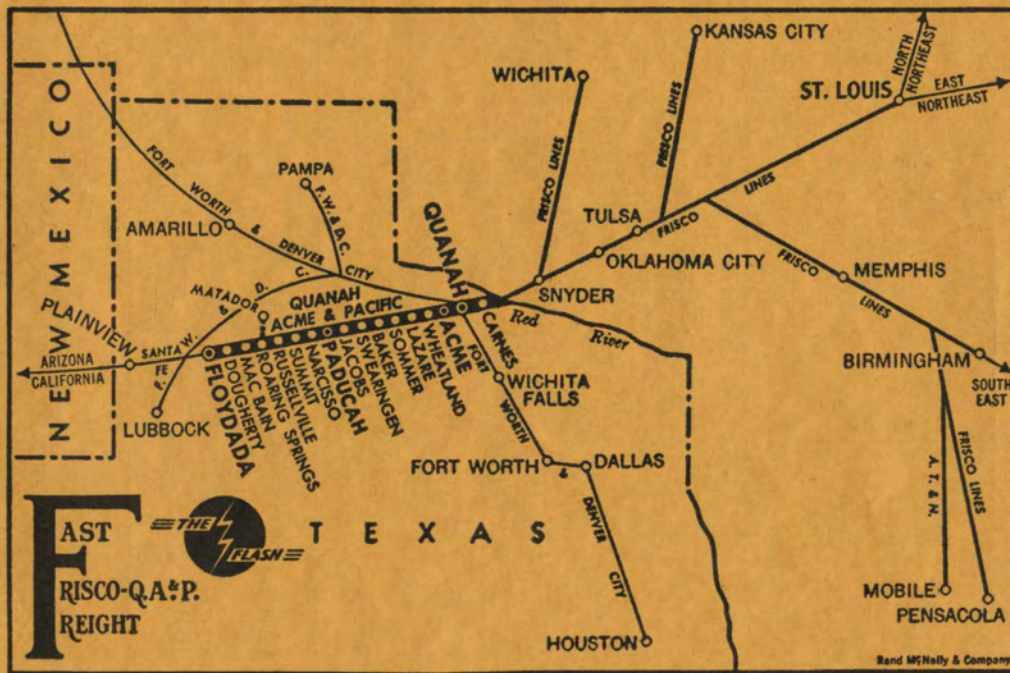 KANSAS CITY
NORTH
NORTHEAST
WICHITA
ST. LOUIS
EAST
NORTHEAST
NEW MEXICO
FRISCO LINES
FRISCO LINES
LINES
FORT WORTH & DENVER CITY
PAMPA
F. W. & D. C.
AMARILLO
QUANAH
TULSA
FRISCO
OKLAHOMA CITY
FRISCO
MEMPHIS
LINES
SNYDER
MATADOR
QUANAH
ACME & PACIFIC
Red
River
PLAINVIEW
ARIZONA
CALIFORNIA
SANTA FE
F. W. & D. C.
LUBBOCK
FLOYDADA
DOUGHERTY
MAC BAIN
ROARING SPRINGS
RUSSELLVILLE
SUMMIT
NARCISSO
PADUCAH
JACOBS
SWEARINGEN
BAKER
SOMMER
LAZARE
WHEATLAND
ACME
CARNES
FORT WORTH & DENVER CITY
WICHITA
FALLS
BIRMINGHAM
SOUTH
EAST
FORT WORTH
DALLAS
A. T. & N.
FRISCO LINES
FAST
FRISCO-Q.A.&P.
FREIGHT
THE
FLASH
TEXAS
MOBILE
PENSACOLA
HOUSTON
Rand McNally & Company